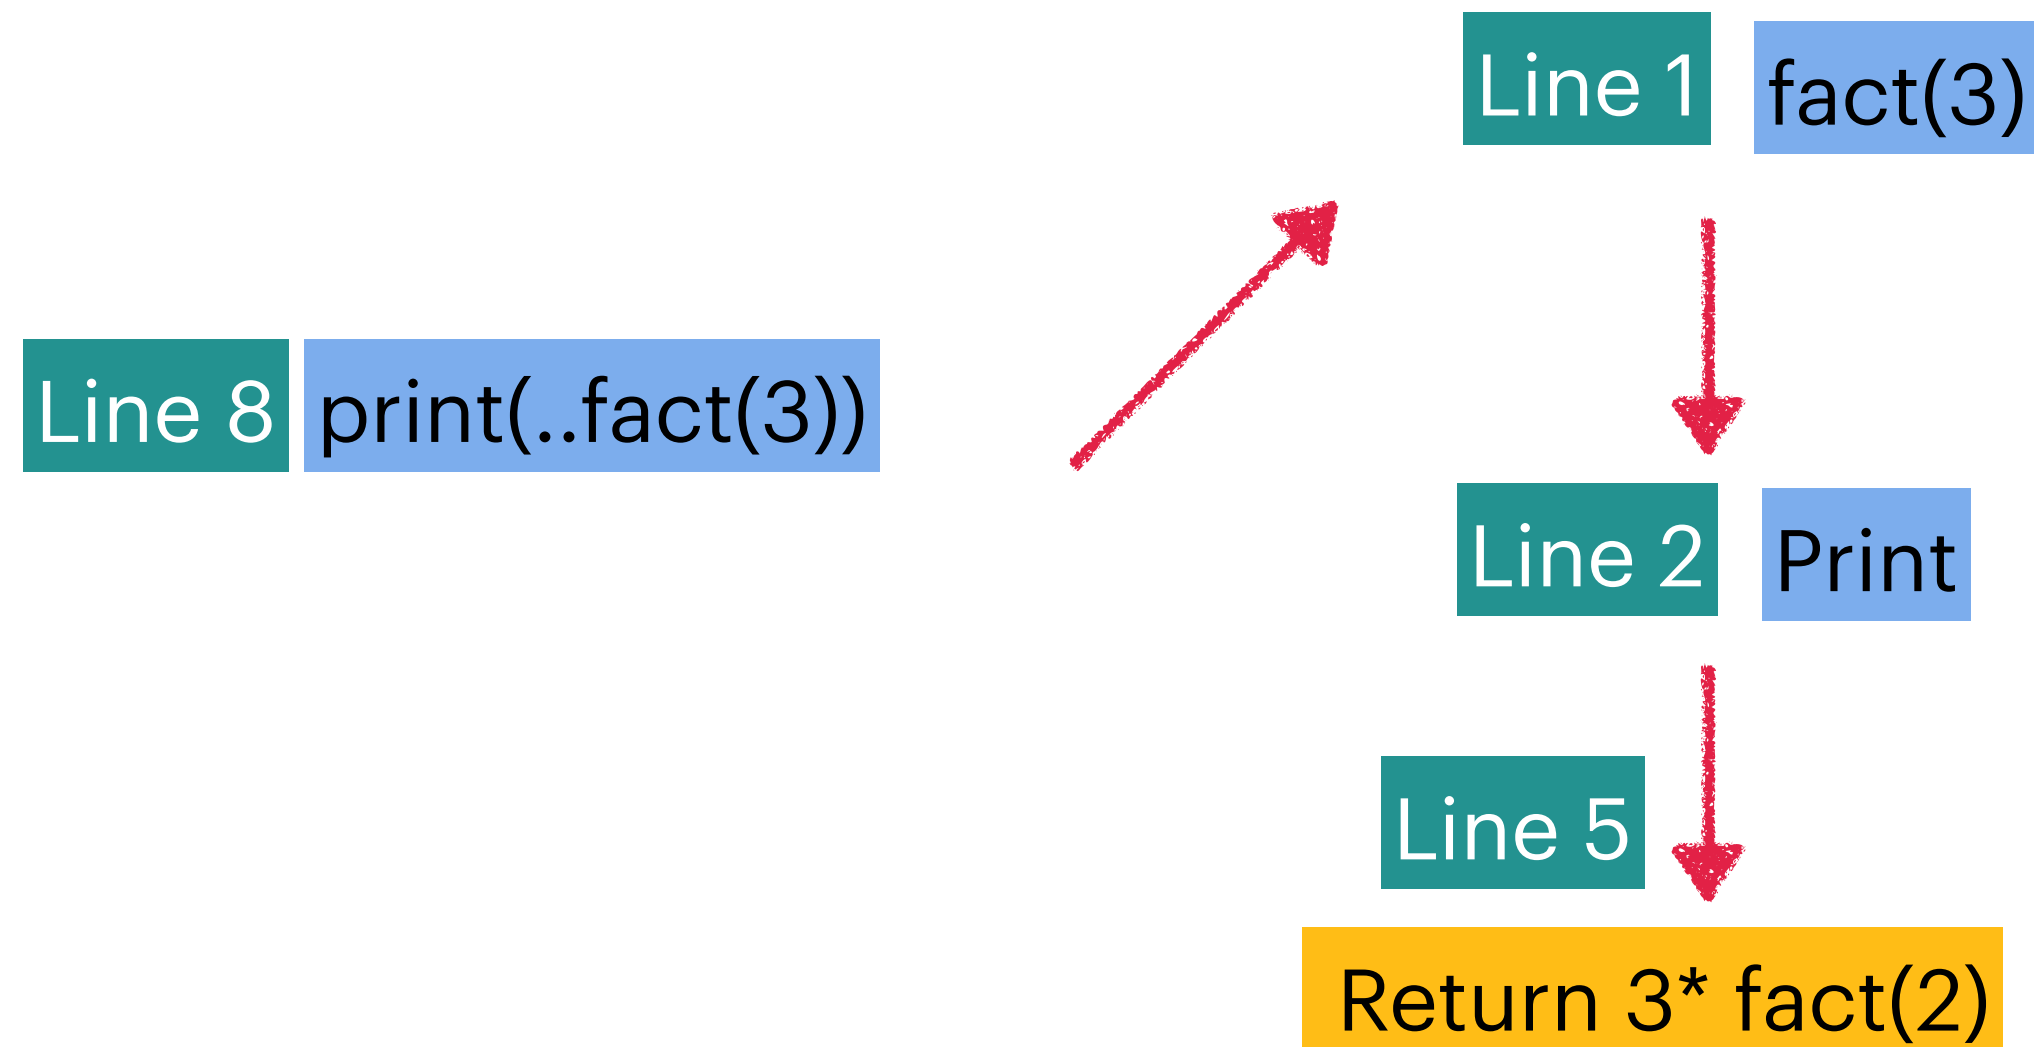 Line 1 fact(3)
Line 8 print(..fact(3))
Line 2 Print
Line 5
Return 3* fact(2)